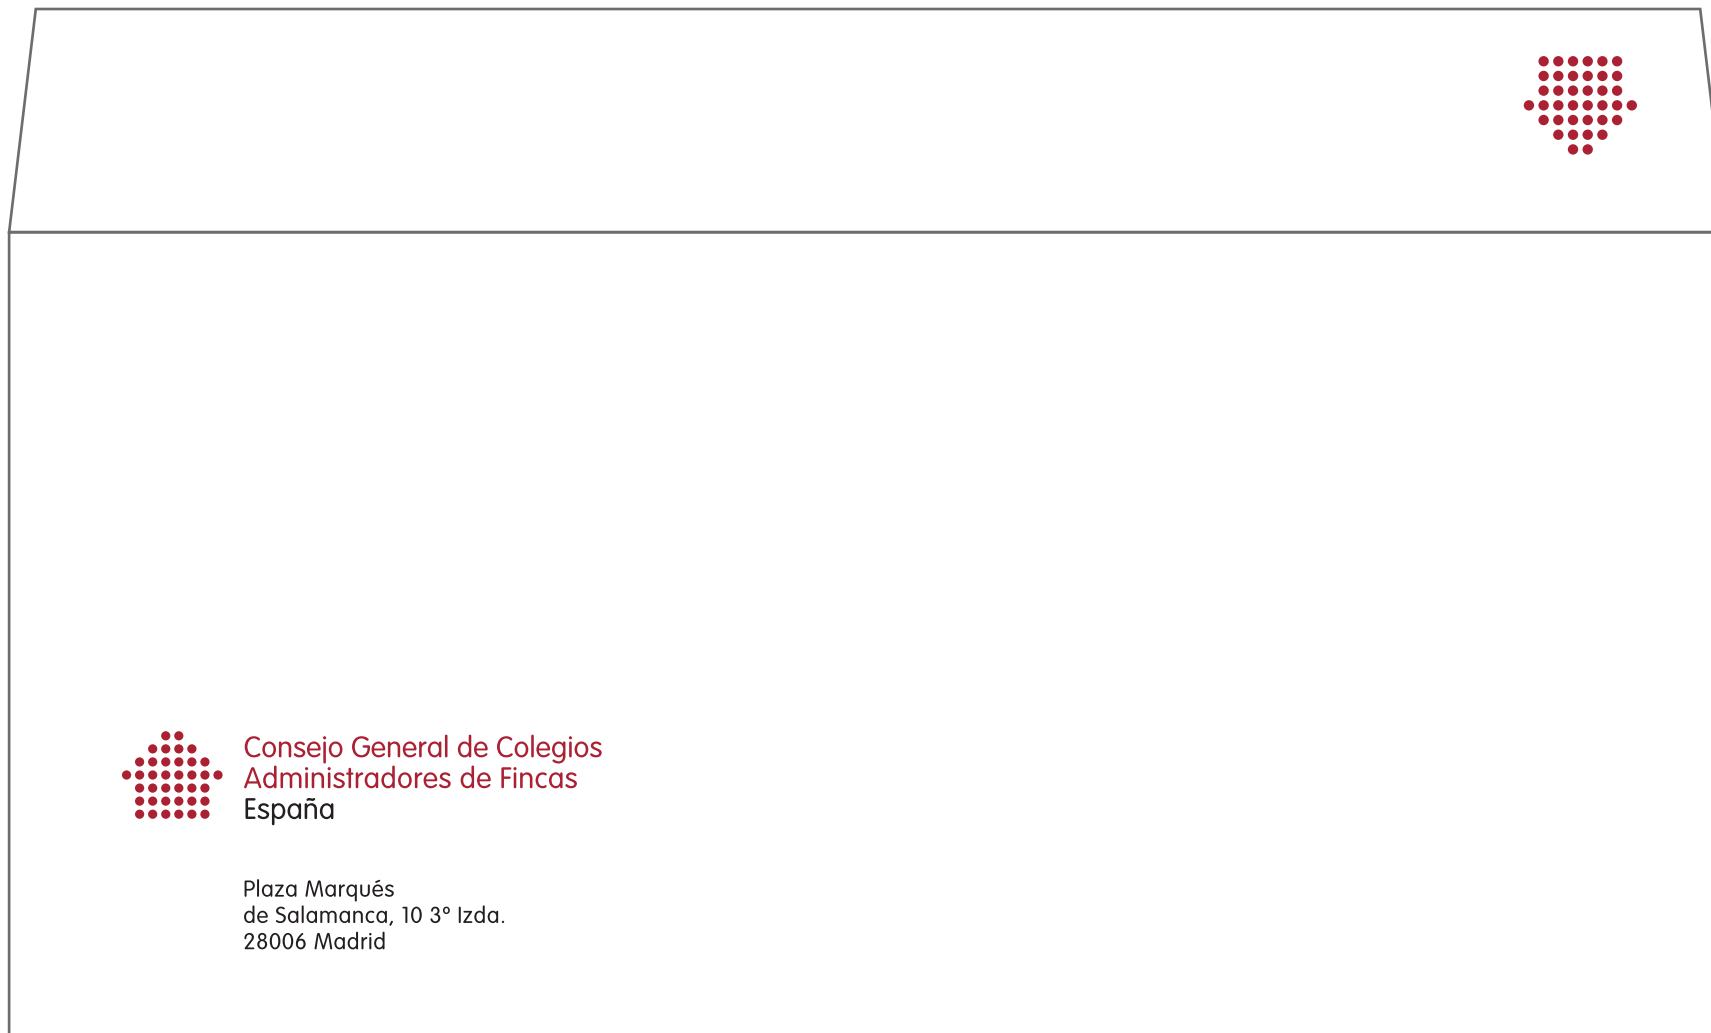 Consejo General de Colegios
Administradores de Fincas
España
Plaza Marqués
de Salamanca, 10 3º Izda.
28006 Madrid